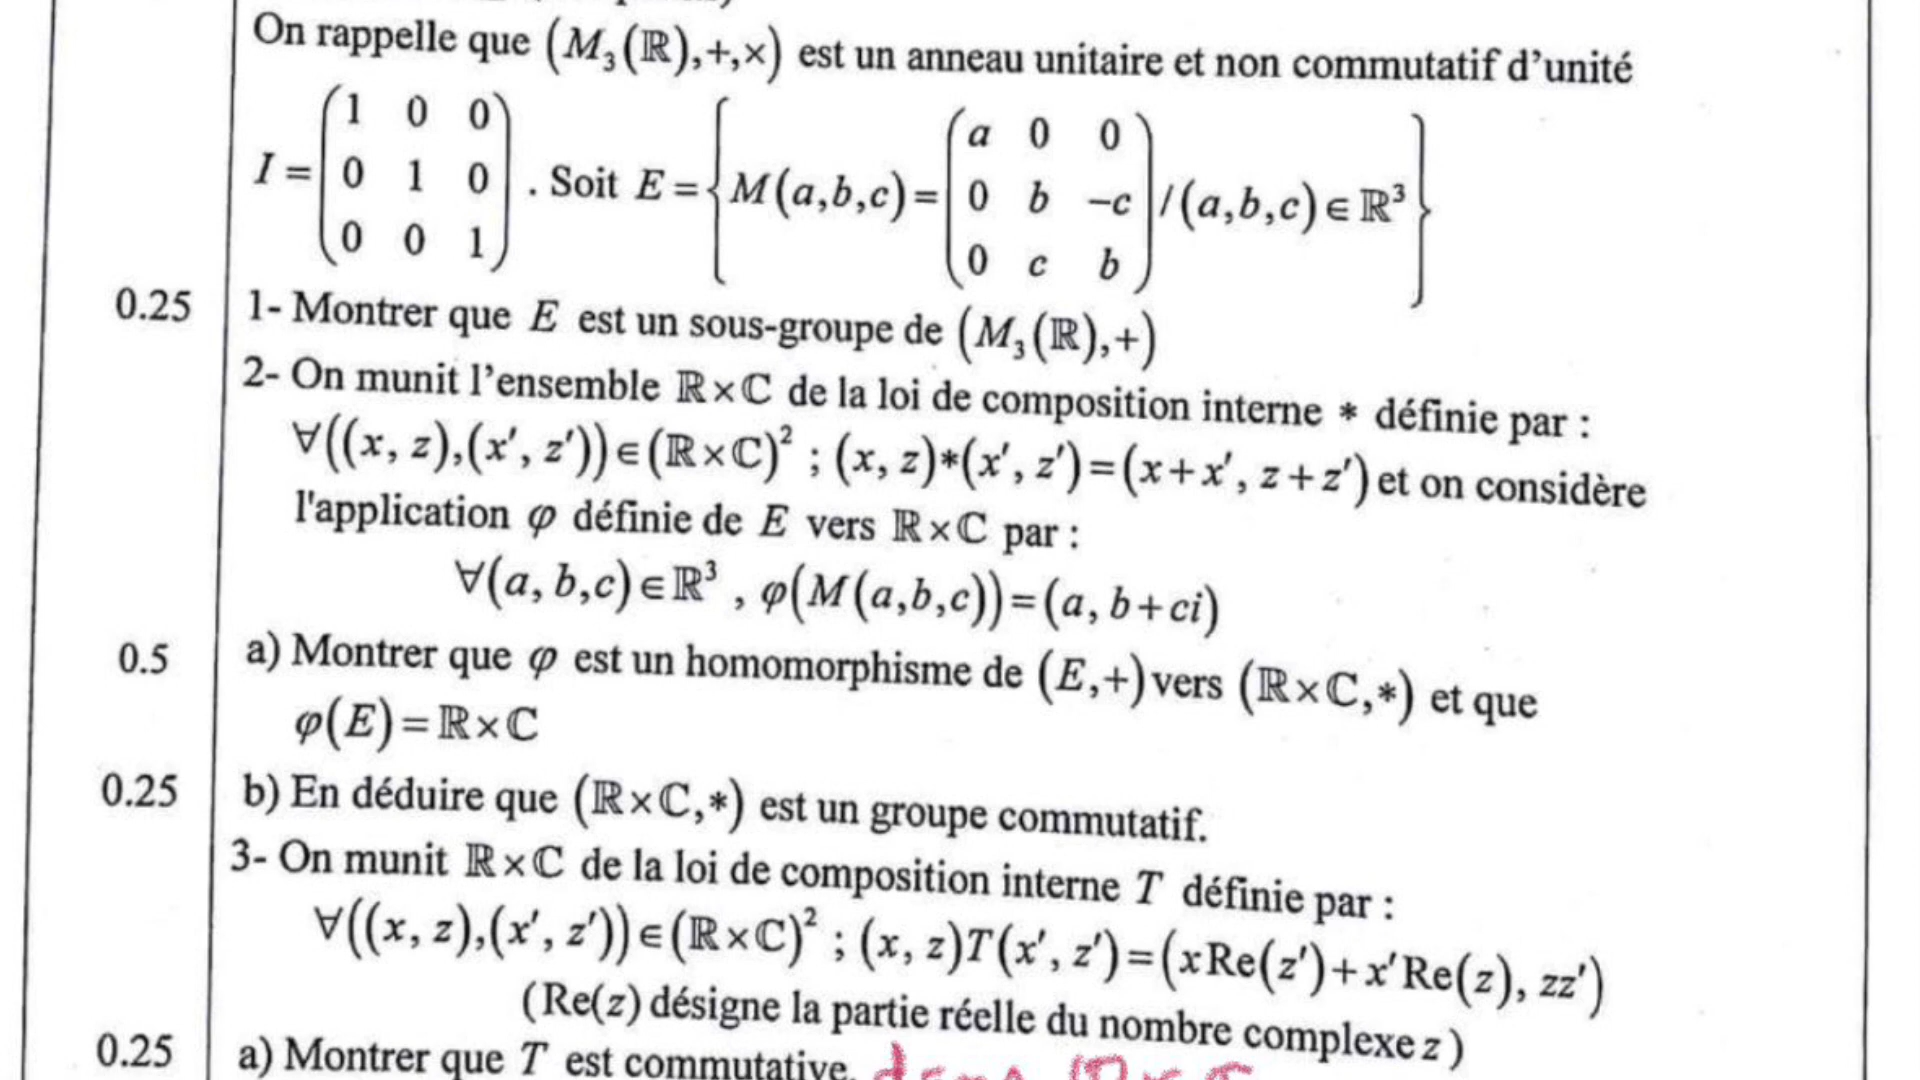 On rappelle que (M₃(ℝ),+,×) est un anneau unitaire et non commutatif d'unité
I = (1 0 0 ; 0 1 0 ; 0 0 1) . Soit E = { M(a,b,c) = (a 0 0 ; 0 b -c ; 0 c b) / (a,b,c) ∈ ℝ³ }
0.25 1- Montrer que E est un sous-groupe de (M₃(ℝ),+)
2- On munit l'ensemble ℝ×ℂ de la loi de composition interne * définie par :
∀((x, z),(x′, z′)) ∈ (ℝ×ℂ)² ; (x, z)*(x′, z′) = (x+x′, z+z′) et on considère
l'application φ définie de E vers ℝ×ℂ par :
∀(a, b,c) ∈ ℝ³ , φ(M(a,b,c)) = (a, b+ci)
0.5 a) Montrer que φ est un homomorphisme de (E,+) vers (ℝ×ℂ,*) et que
φ(E) = ℝ×ℂ
0.25 b) En déduire que (ℝ×ℂ,*) est un groupe commutatif.
3- On munit ℝ×ℂ de la loi de composition interne T définie par :
∀((x, z),(x′, z′)) ∈ (ℝ×ℂ)² ; (x, z)T(x′, z′) = (xRe(z′)+x′Re(z), zz′)
(Re(z) désigne la partie réelle du nombre complexe z )
0.25 a) Montrer que T est commutative.